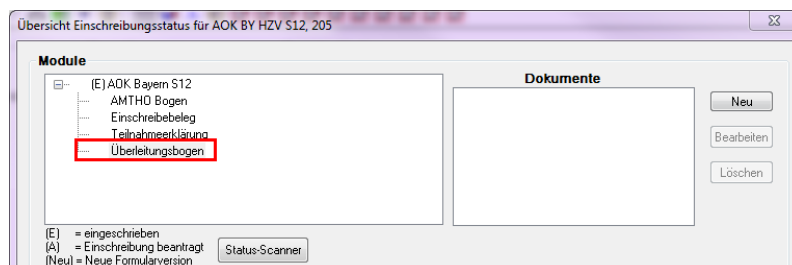 Übersicht Einschreibungsstatus für AOK BY HZV S12, 205
Module
(E) AOK Bayern S12
AMTHO Bogen
Einschreibebeleg
Teilnahmeerklärung
Überleitungsbogen
Dokumente
Neu
Bearbeiten
Löschen
(E) = eingeschrieben
(A) = Einschreibung beantragt
(Neu) = Neue Formularversion
Status-Scanner